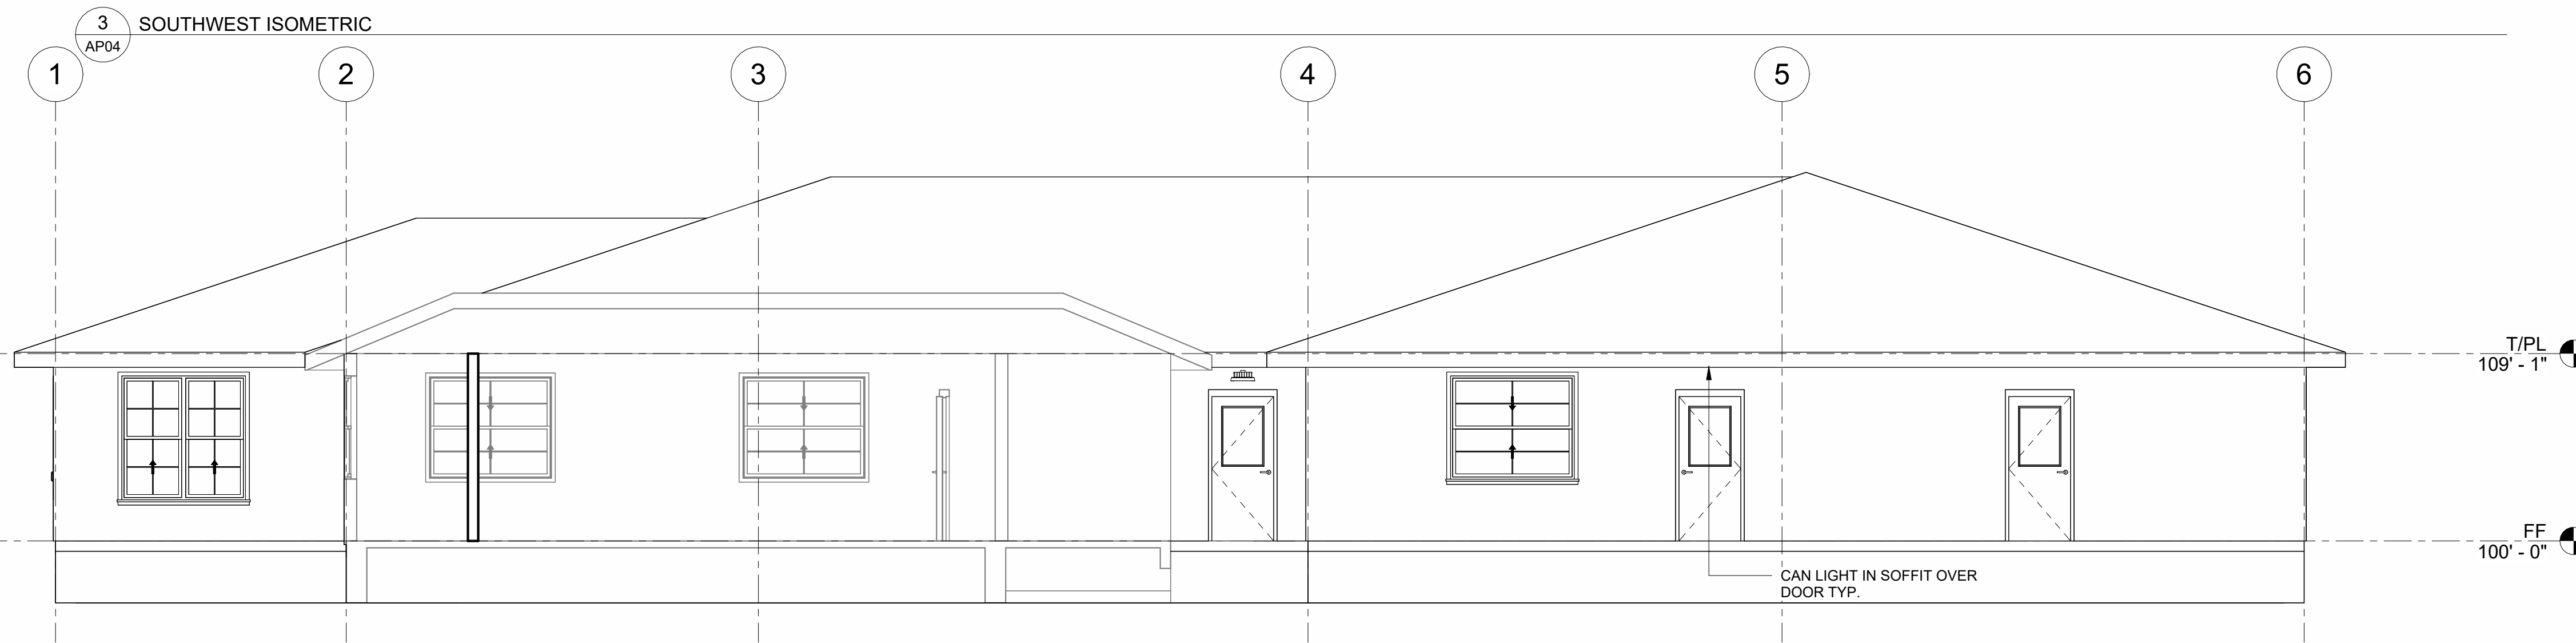 3
SOUTHWEST ISOMETRIC
AP04
1
2
3
4
5
6
T/PL
109' - 1"
FF
100' - 0"
CAN LIGHT IN SOFFIT OVER
DOOR TYP.